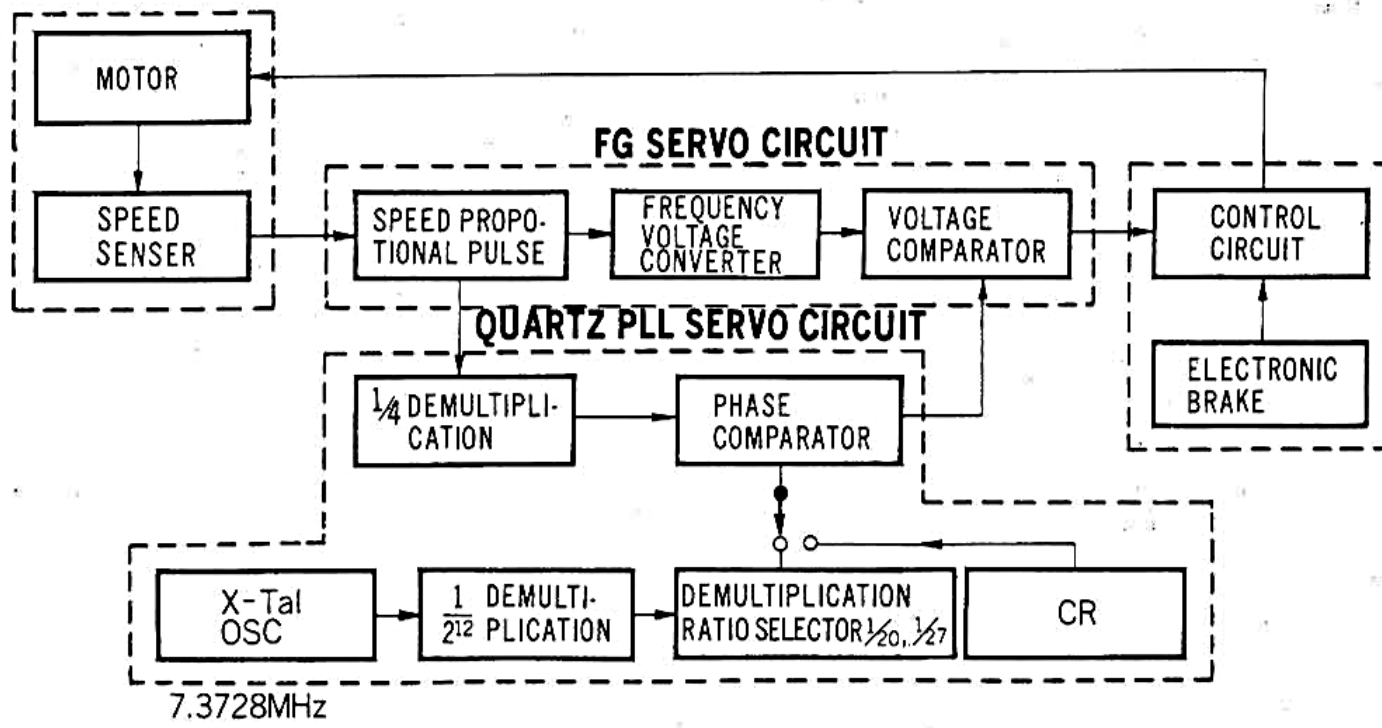 MOTOR
FG SERVO CIRCUIT
SPEED
SENSER
SPEED PROPO-
TIONAL PULSE
FREQUENCY
VOLTAGE
CONVERTER
VOLTAGE
COMPARATOR
CONTROL
CIRCUIT
QUARTZ PLL SERVO CIRCUIT
1/4 DEMULTIPLI-
CATION
PHASE
COMPARATOR
ELECTRONIC
BRAKE
X-Tal
OSC
1/2¹² DEMULTI-
PLICATION
DEMULTIPLICATION
RATIO SELECTOR 1/20, 1/27
CR
7.3728MHz